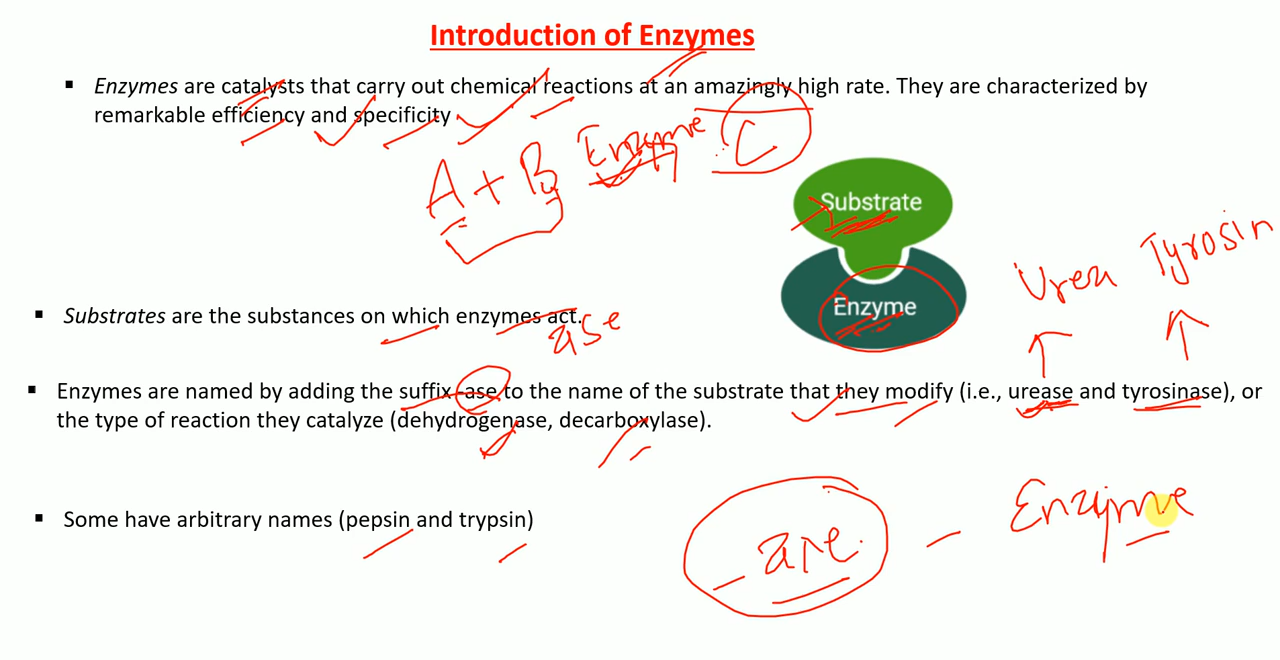 Introduction of Enzymes
▪ Enzymes are catalysts that carry out chemical reactions at an amazingly high rate. They are characterized by
remarkable efficiency and specificity
A + B Enzyme C
Substrate
Enzyme
Urea Tyrosin
▪ Substrates are the substances on which enzymes act.
ase
▪ Enzymes are named by adding the suffix -ase to the name of the substrate that they modify (i.e., urease and tyrosinase), or
the type of reaction they catalyze (dehydrogenase, decarboxylase).
▪ Some have arbitrary names (pepsin and trypsin)
- ase - Enzyme